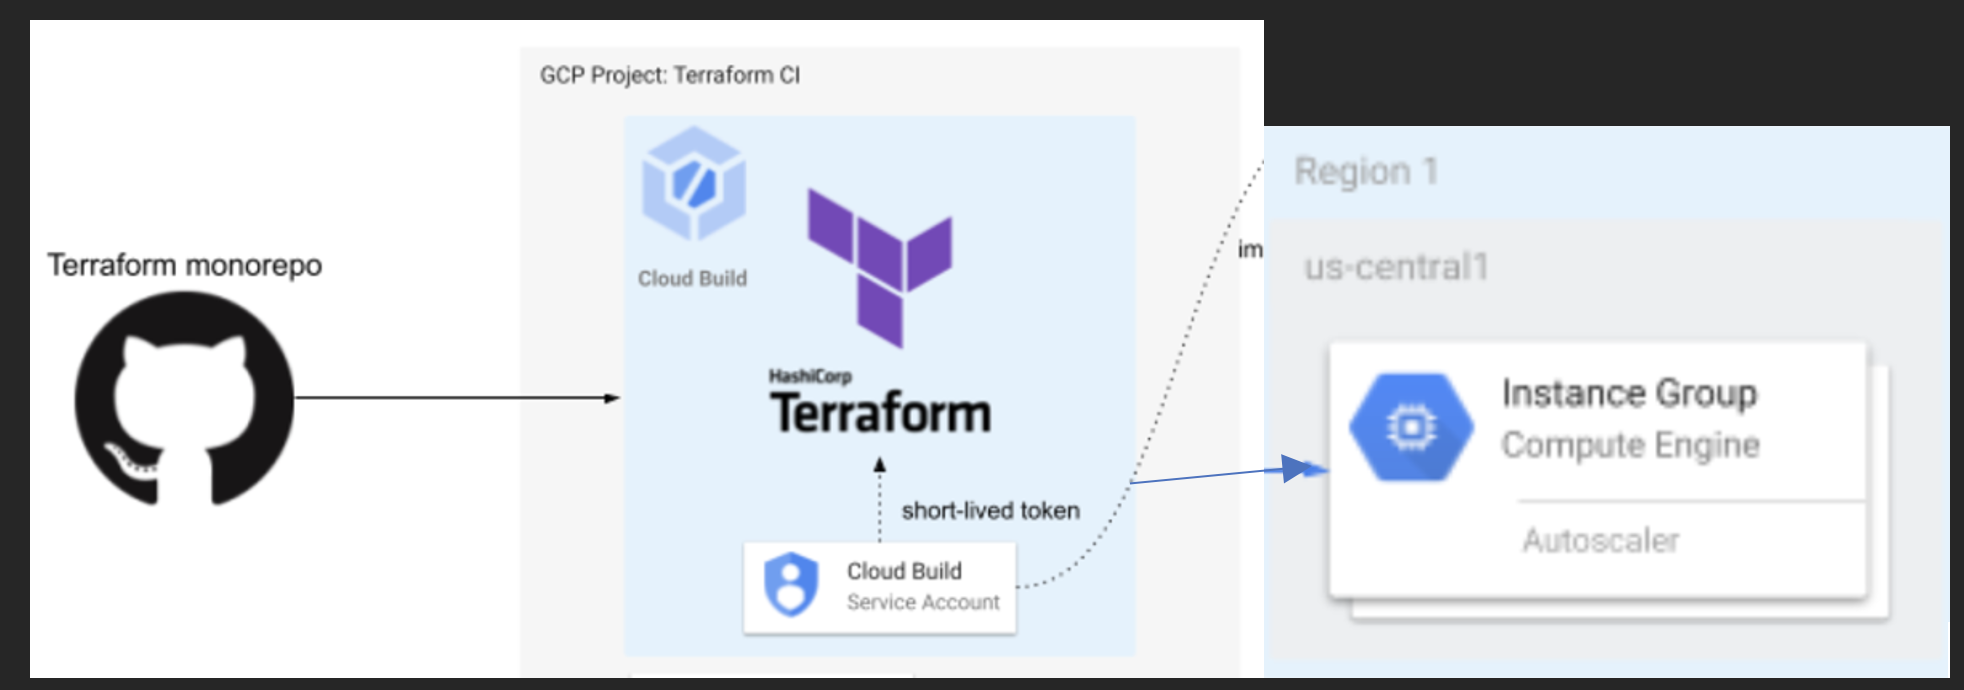 GCP Project: Terraform CI
Cloud Build
Terraform monorepo
HashiCorp
Terraform
short-lived token
Cloud Build
Service Account
im
Region 1
us-central1
Instance Group
Compute Engine
Autoscaler